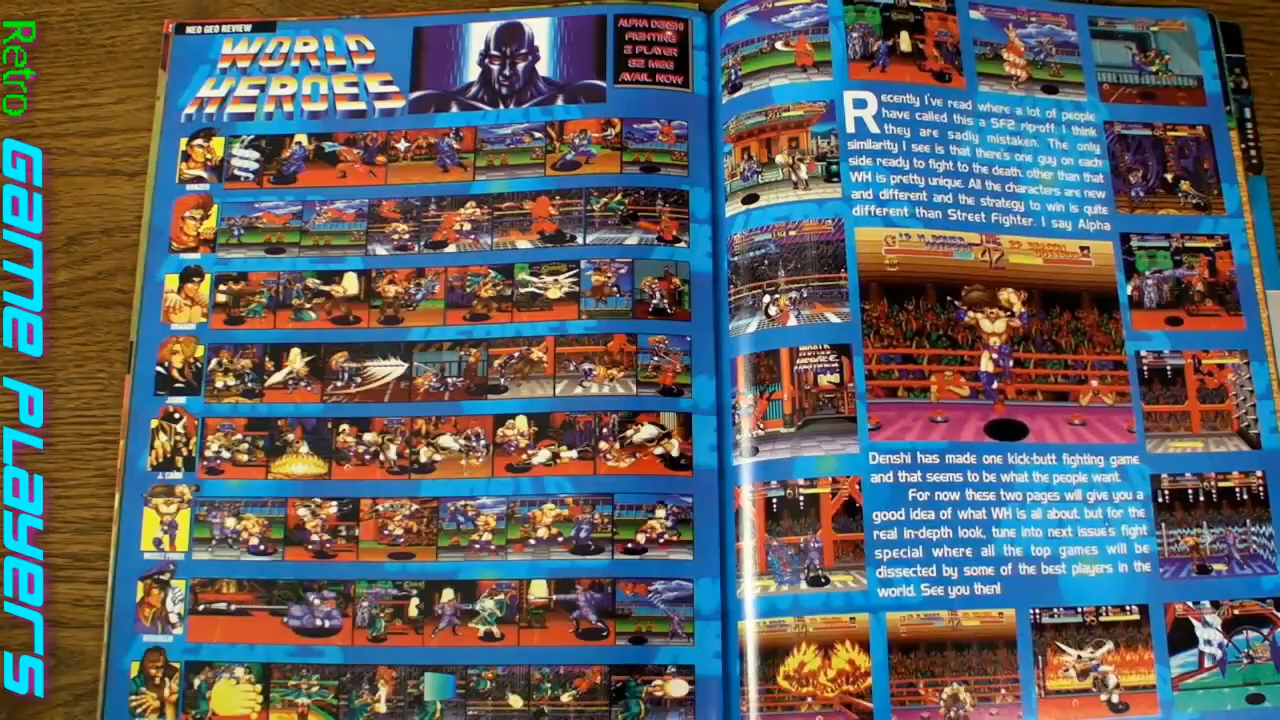 Retro Game Players
NEO GEO REVIEW
WORLD
HEROES
ALPHA DENSHI
FIGHTING
2 PLAYER
82 MEG
AVAIL NOW
HANZO
J. CARN
Recently I've read where a lot of people
have called this a SF2 rip-off. I think
they are sadly mistaken. The only
similarity I see is that there's one guy on each
side ready to fight to the death, other than that
WH is pretty unique. All the characters are new
and different and the strategy to win is quite
different than Street Fighter. I say Alpha
Denshi has made one kick-butt fighting game
and that seems to be what the people want.
For now these two pages will give you a
good idea of what WH is all about, but for the
real in-depth look, tune into next issue's fight
special where all the top games will be
dissected by some of the best players in the
world. See you then!